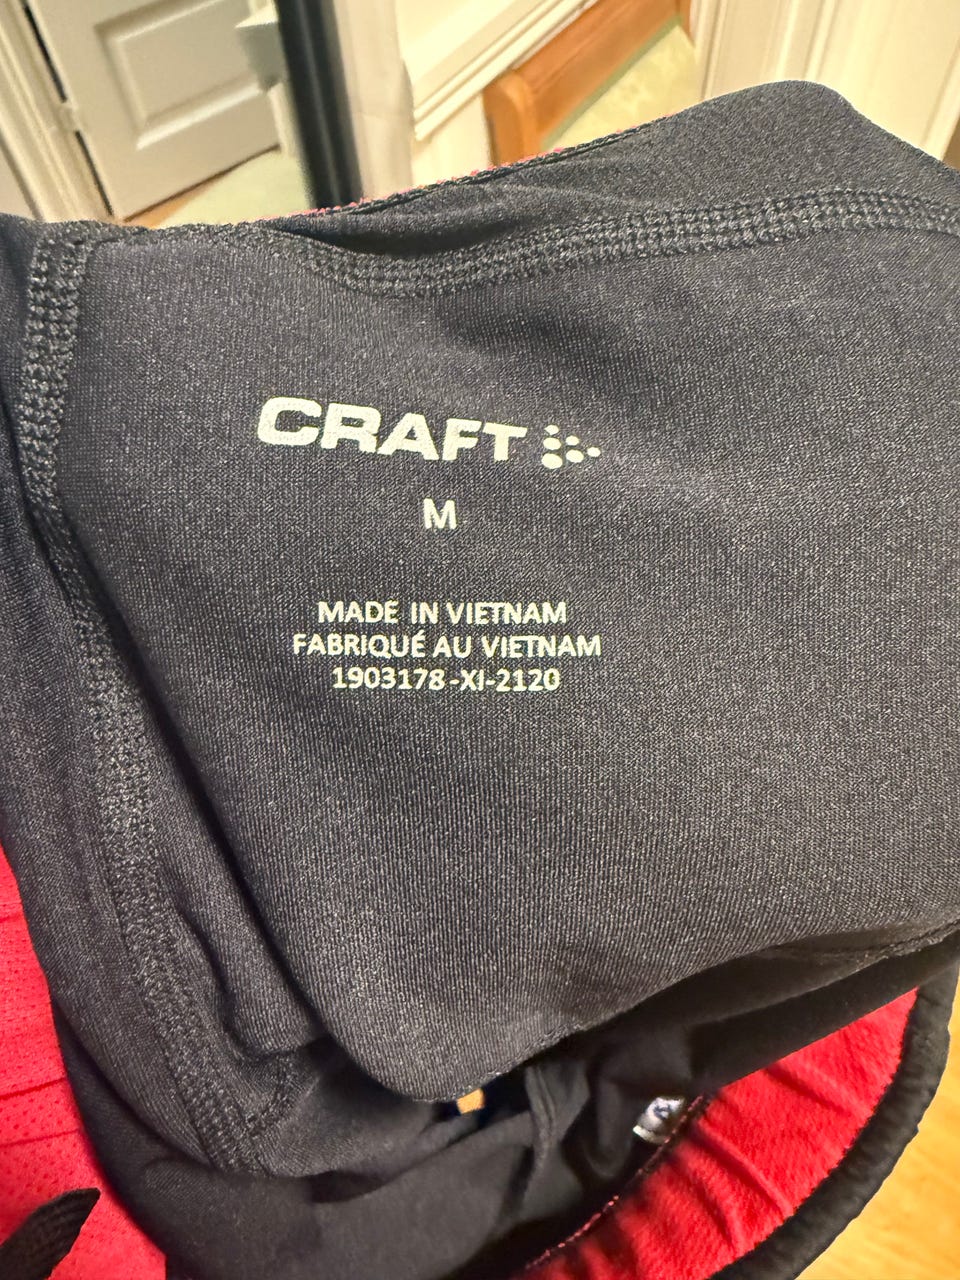 CRAFT
M
MADE IN VIETNAM
FABRIQUÉ AU VIETNAM
1903178-XI-2120